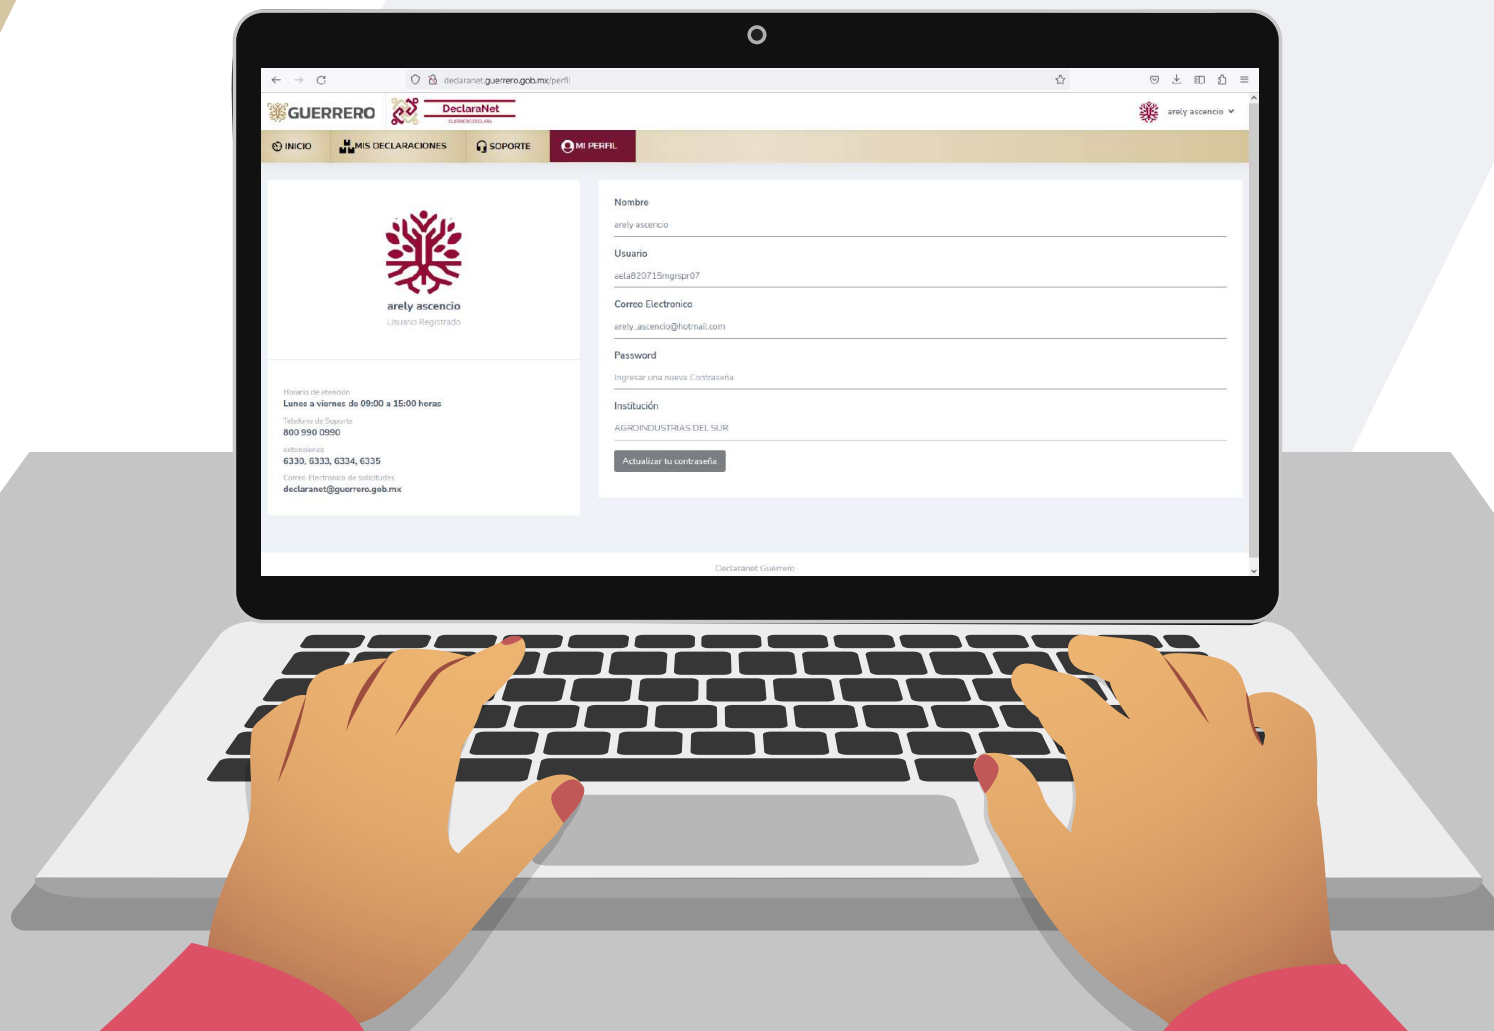 declaranet.guerrero.gob.mx/perfil
GUERRERO
DeclaraNet
GUERRERO DECLARA
arely ascencio
INICIO
MIS DECLARACIONES
SOPORTE
MI PERFIL
arely ascencio
Usuario Registrado
Horario de atención
Lunes a viernes de 09:00 a 15:00 horas
Teléfono de Soporte
800 990 0990
extensiones
6330, 6333, 6334, 6335
Correo Electronico de solicitudes
declaranet@guerrero.gob.mx
Nombre
arely ascencio
Usuario
aela820715mgrspr07
Correo Electronico
arely_ascencio@hotmail.com
Password
Ingresar una nueva Contraseña
Institución
AGROINDUSTRIAS DEL SUR
Actualizar tu contraseña
Declaranet Guerrero